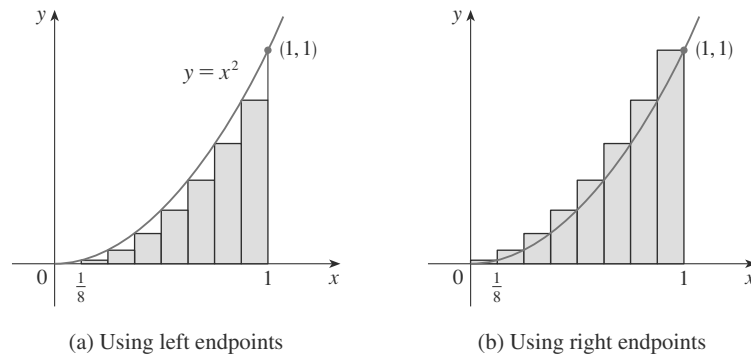 y
(1, 1)
y = x²
0
1/8
1
x
(a) Using left endpoints
y
(1, 1)
0
1/8
1
x
(b) Using right endpoints